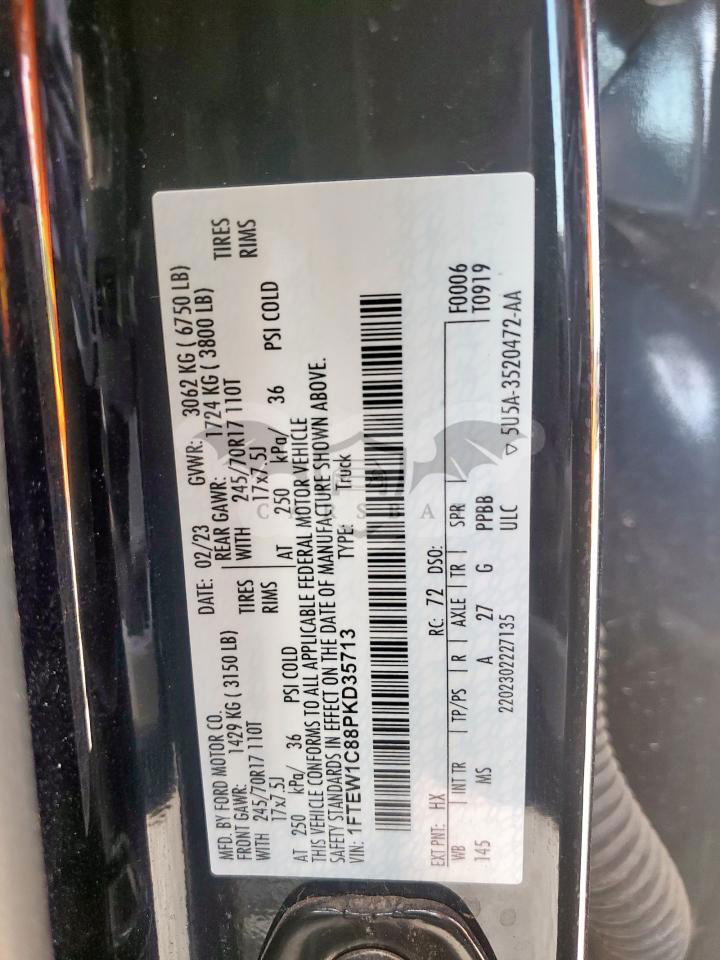 MFD. BY FORD MOTOR CO. DATE: 02/23 GVWR: 3062 KG ( 6750 LB)
FRONT GAWR: 1429 KG ( 3150 LB) REAR GAWR: 1724 KG ( 3800 LB)
WITH 245/70R17 110T TIRES WITH 245/70R17 110T TIRES
17x7.5J RIMS 17x7.5J RIMS
AT 250 kPa/ 36 PSI COLD AT 250 kPa/ 36 PSI COLD
THIS VEHICLE CONFORMS TO ALL APPLICABLE FEDERAL MOTOR VEHICLE
SAFETY STANDARDS IN EFFECT ON THE DATE OF MANUFACTURE SHOWN ABOVE.
VIN: 1FTEW1C88PKD35713 TYPE: Truck
CARSBA
EXT PNT: HX RC: 72 DSO: F0006
WB INT TR TP/PS R AXLE TR SPR T0919
145 MS A 27 G PPBB
2202302227135 ULC ▽ 5U5A-3520472-AA